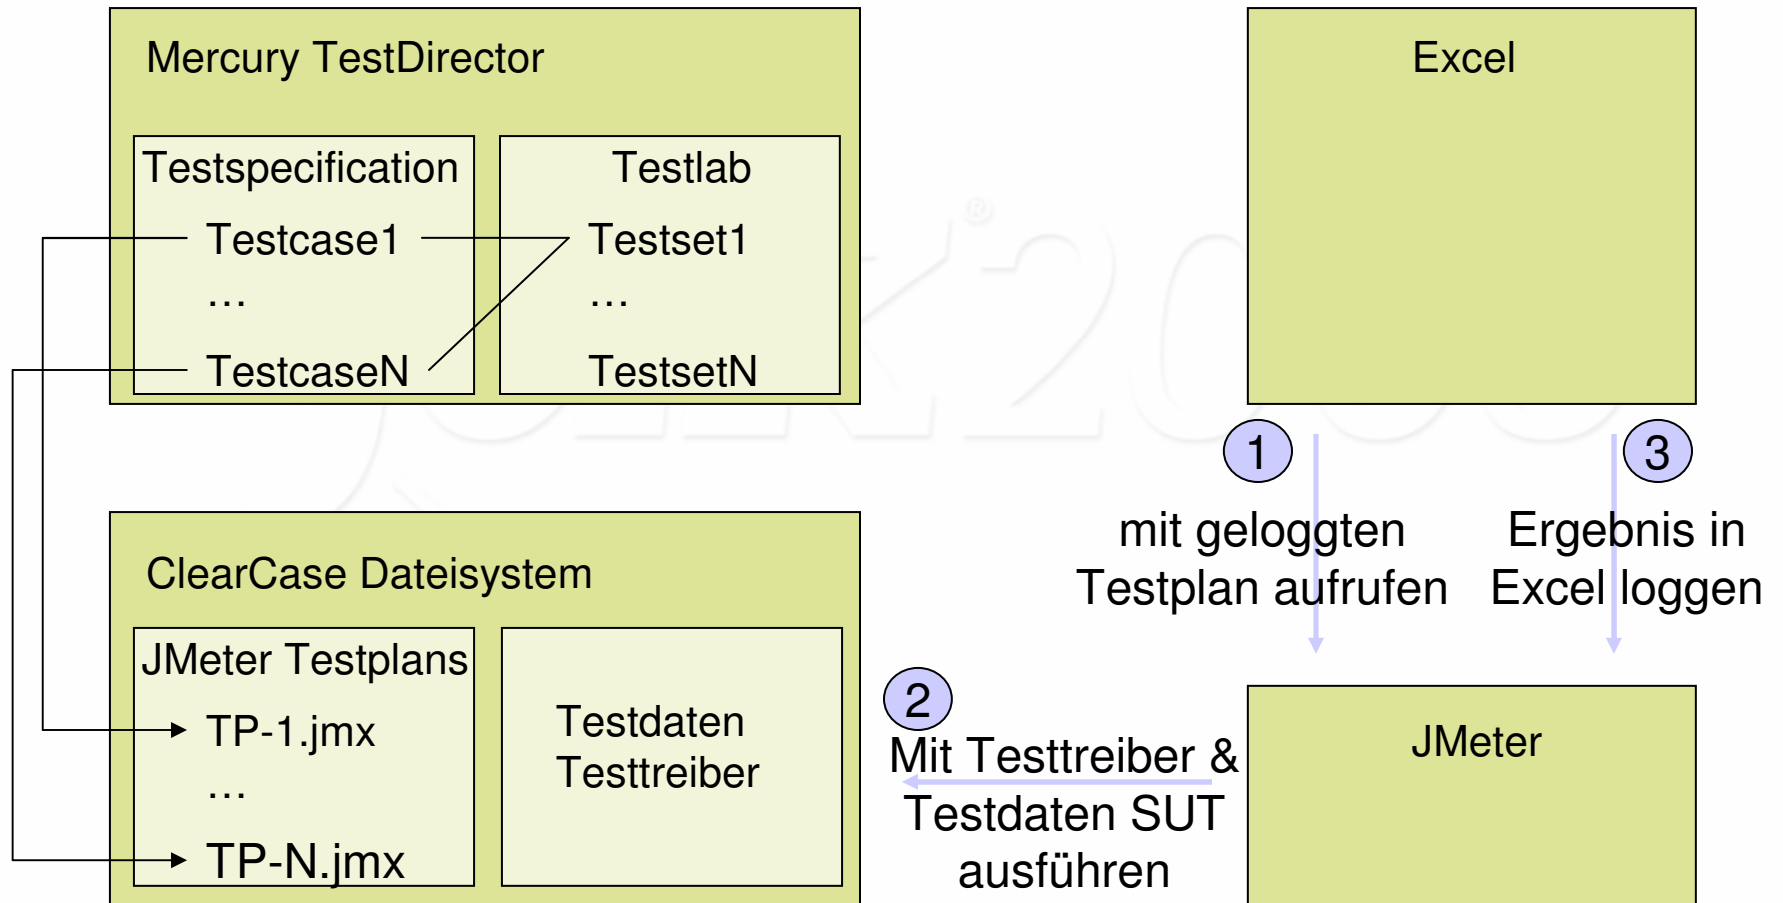 Mercury TestDirector
Testspecification
Testcase1
…
TestcaseN
Testlab
Testset1
…
TestsetN
Excel
1
mit geloggten
Testplan aufrufen
3
Ergebnis in
Excel loggen
ClearCase Dateisystem
JMeter Testplans
TP-1.jmx
…
TP-N.jmx
Testdaten
Testtreiber
2
Mit Testtreiber &
Testdaten SUT
ausführen
JMeter